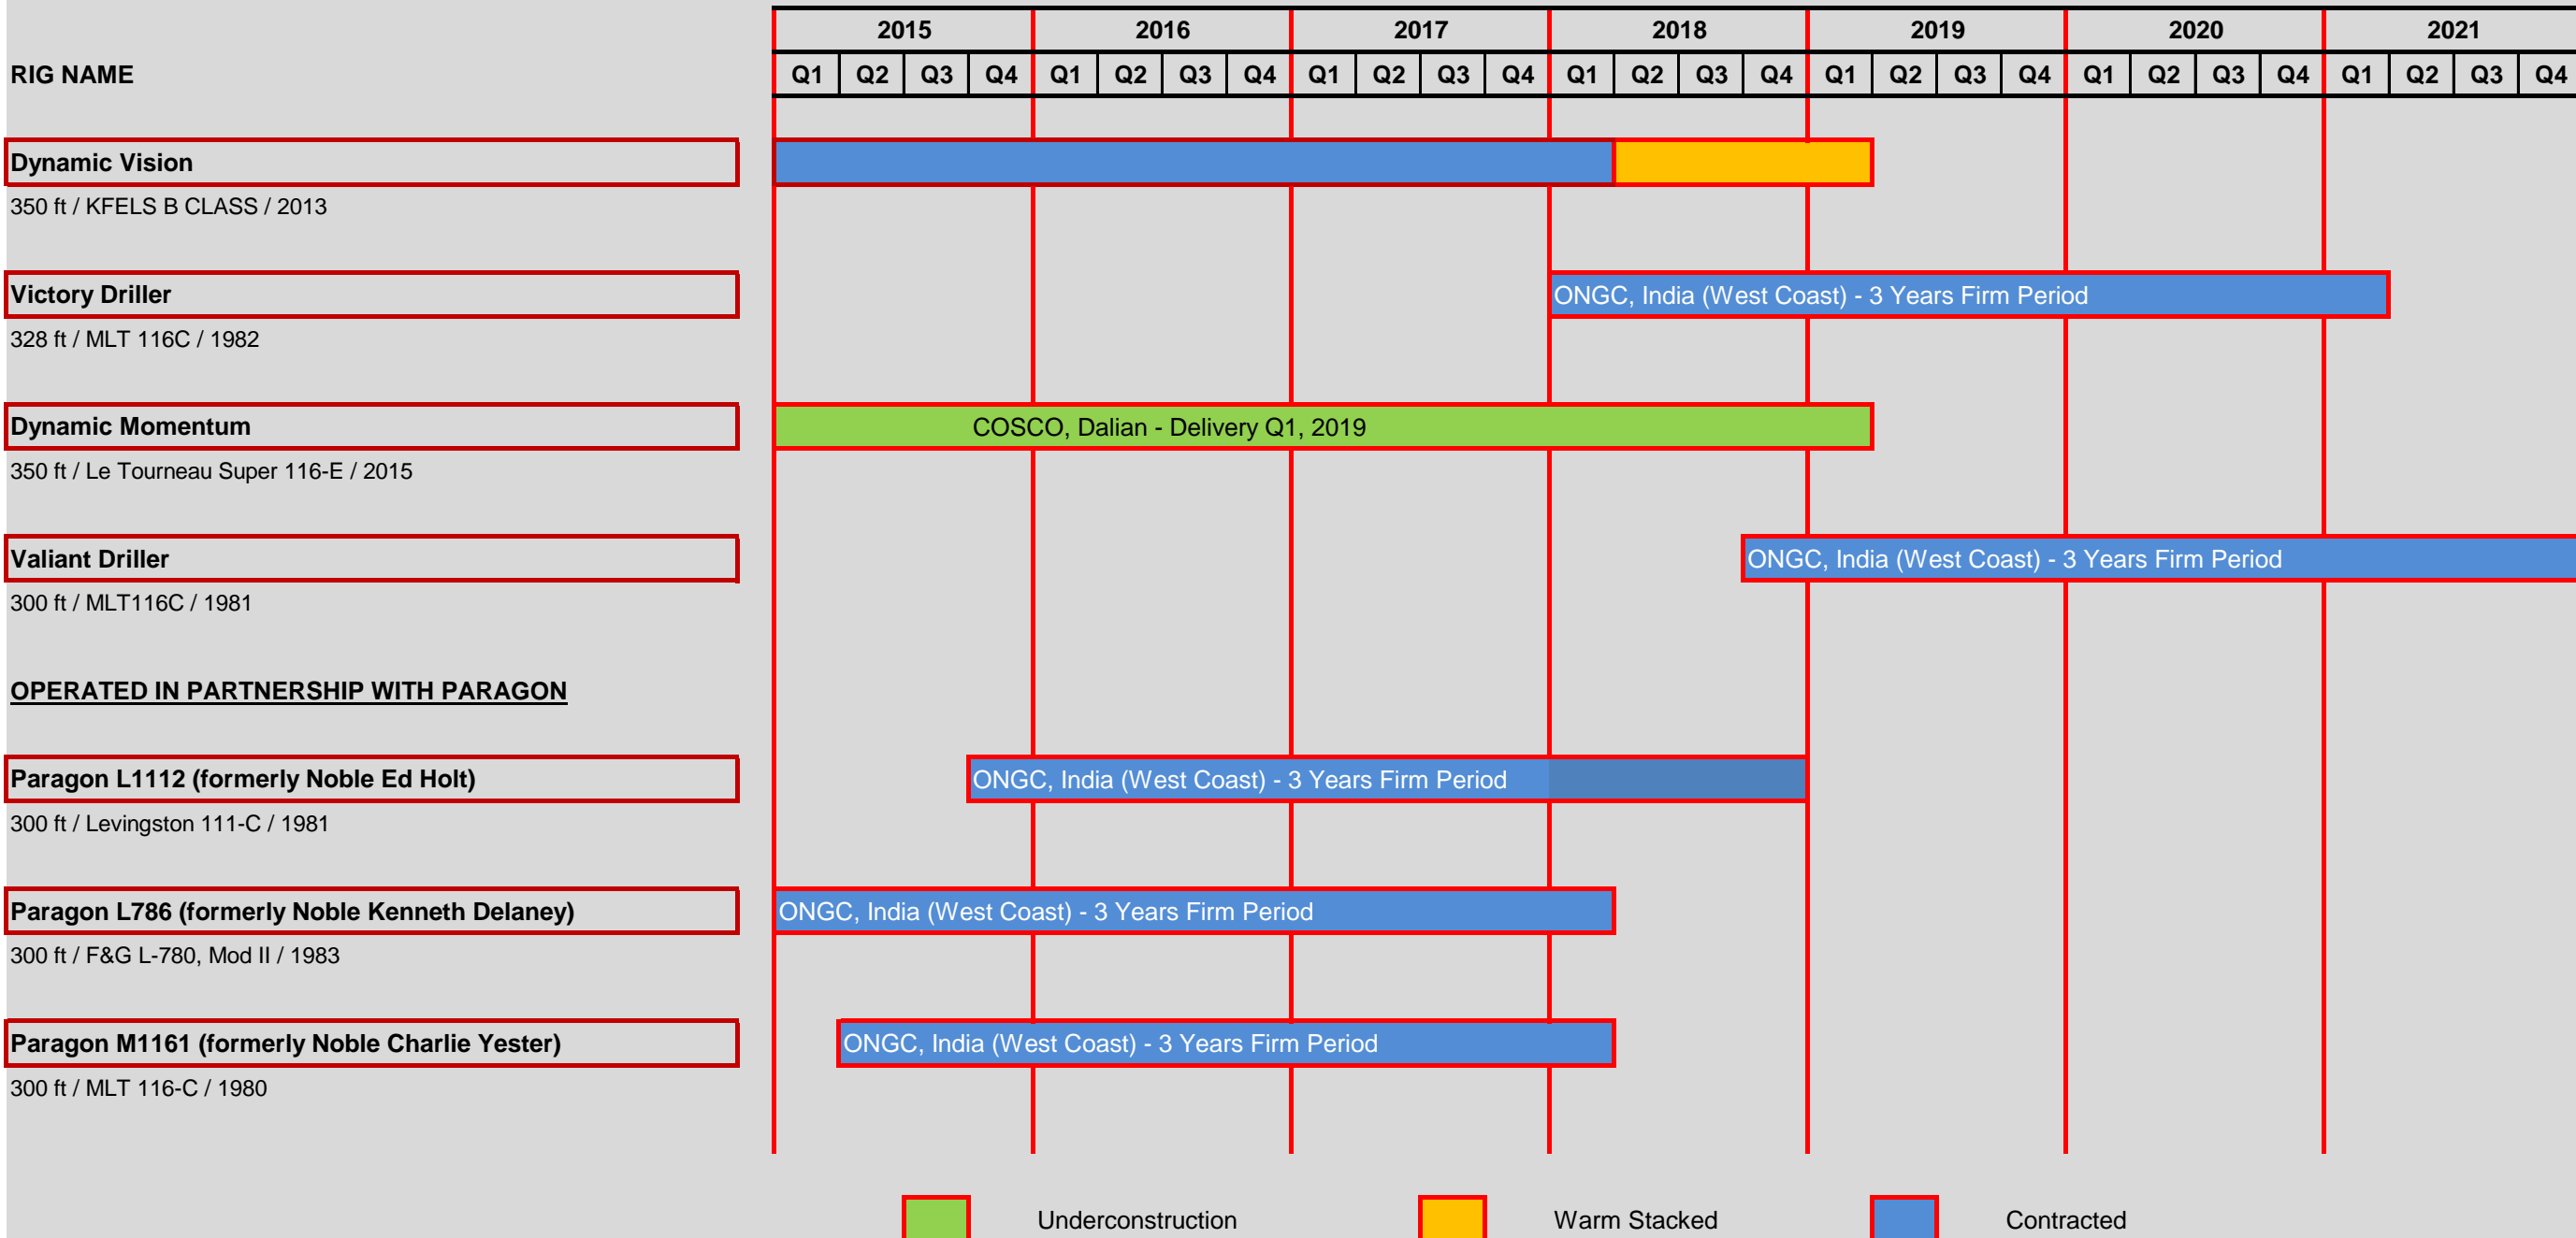 2015 2016 2017 2018 2019 2020 2021
RIG NAME Q1 Q2 Q3 Q4 Q1 Q2 Q3 Q4 Q1 Q2 Q3 Q4 Q1 Q2 Q3 Q4 Q1 Q2 Q3 Q4 Q1 Q2 Q3 Q4 Q1 Q2 Q3 Q4
Dynamic Vision
350 ft / KFELS B CLASS / 2013
Victory Driller ONGC, India (West Coast) - 3 Years Firm Period
328 ft / MLT 116C / 1982
Dynamic Momentum COSCO, Dalian - Delivery Q1, 2019
350 ft / Le Tourneau Super 116-E / 2015
Valiant Driller ONGC, India (West Coast) - 3 Years Firm Period
300 ft / MLT116C / 1981
OPERATED IN PARTNERSHIP WITH PARAGON
Paragon L1112 (formerly Noble Ed Holt) ONGC, India (West Coast) - 3 Years Firm Period
300 ft / Levingston 111-C / 1981
Paragon L786 (formerly Noble Kenneth Delaney) ONGC, India (West Coast) - 3 Years Firm Period
300 ft / F&G L-780, Mod II / 1983
Paragon M1161 (formerly Noble Charlie Yester) ONGC, India (West Coast) - 3 Years Firm Period
300 ft / MLT 116-C / 1980
Underconstruction Warm Stacked Contracted